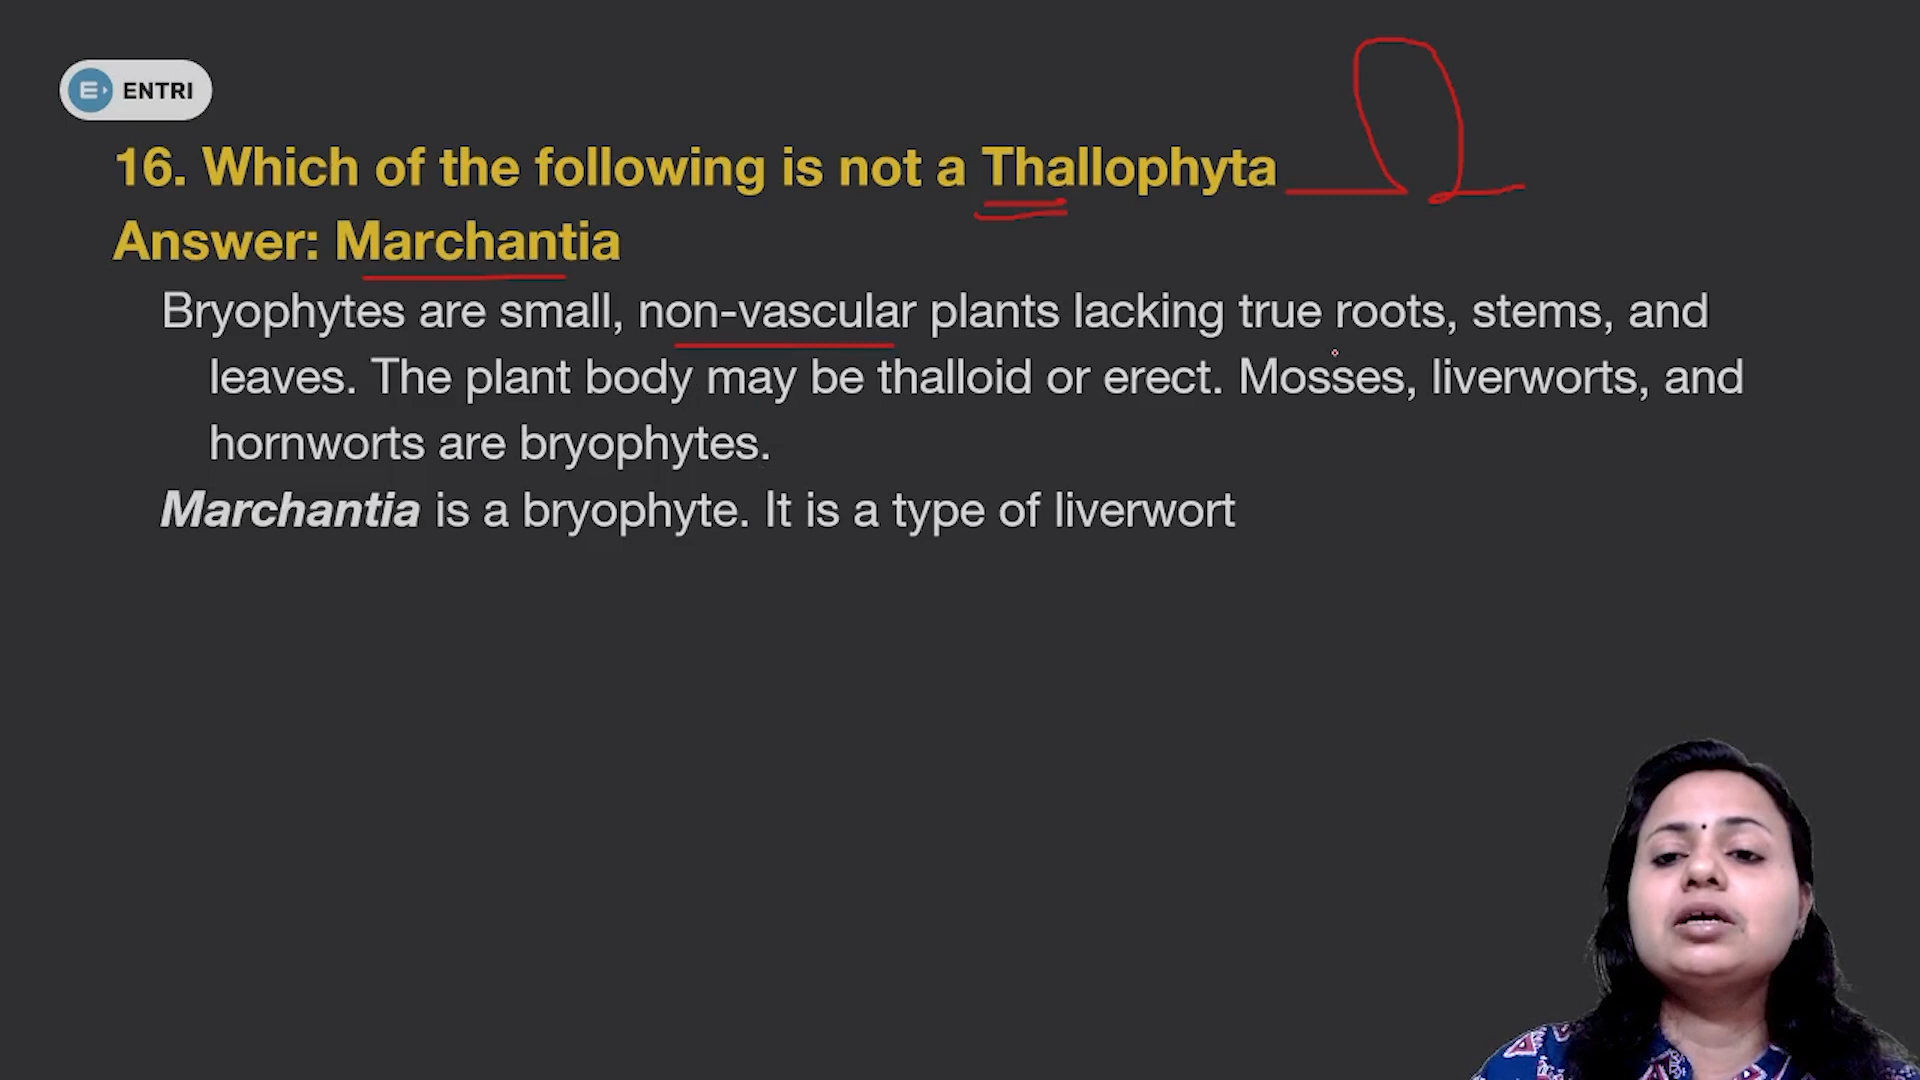 ENTRI
16. Which of the following is not a Thallophyta
Answer: Marchantia
Bryophytes are small, non-vascular plants lacking true roots, stems, and
leaves. The plant body may be thalloid or erect. Mosses, liverworts, and
hornworts are bryophytes.
Marchantia is a bryophyte. It is a type of liverwort